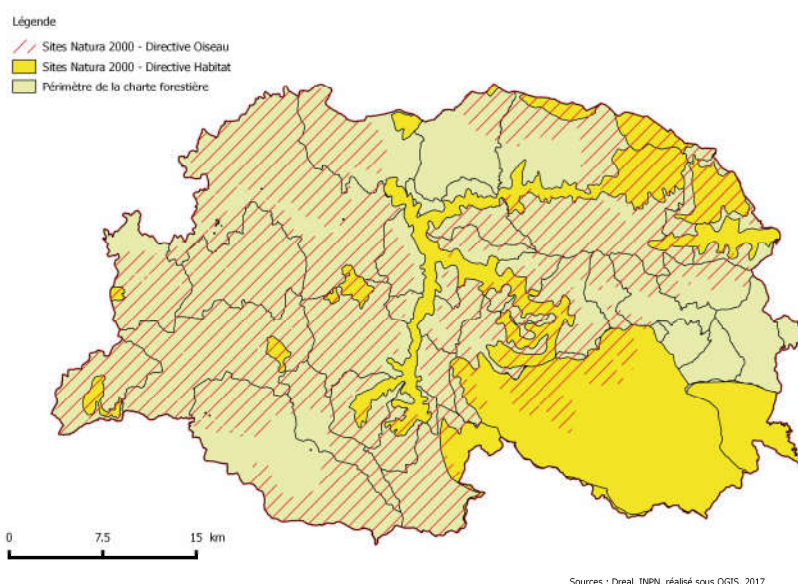 Légende
Sites Natura 2000 - Directive Oiseau
Sites Natura 2000 - Directive Habitat
Périmètre de la charte forestière
0 7.5 15 km
Sources : Dreal, INPN, réalisé sous QGIS, 2017